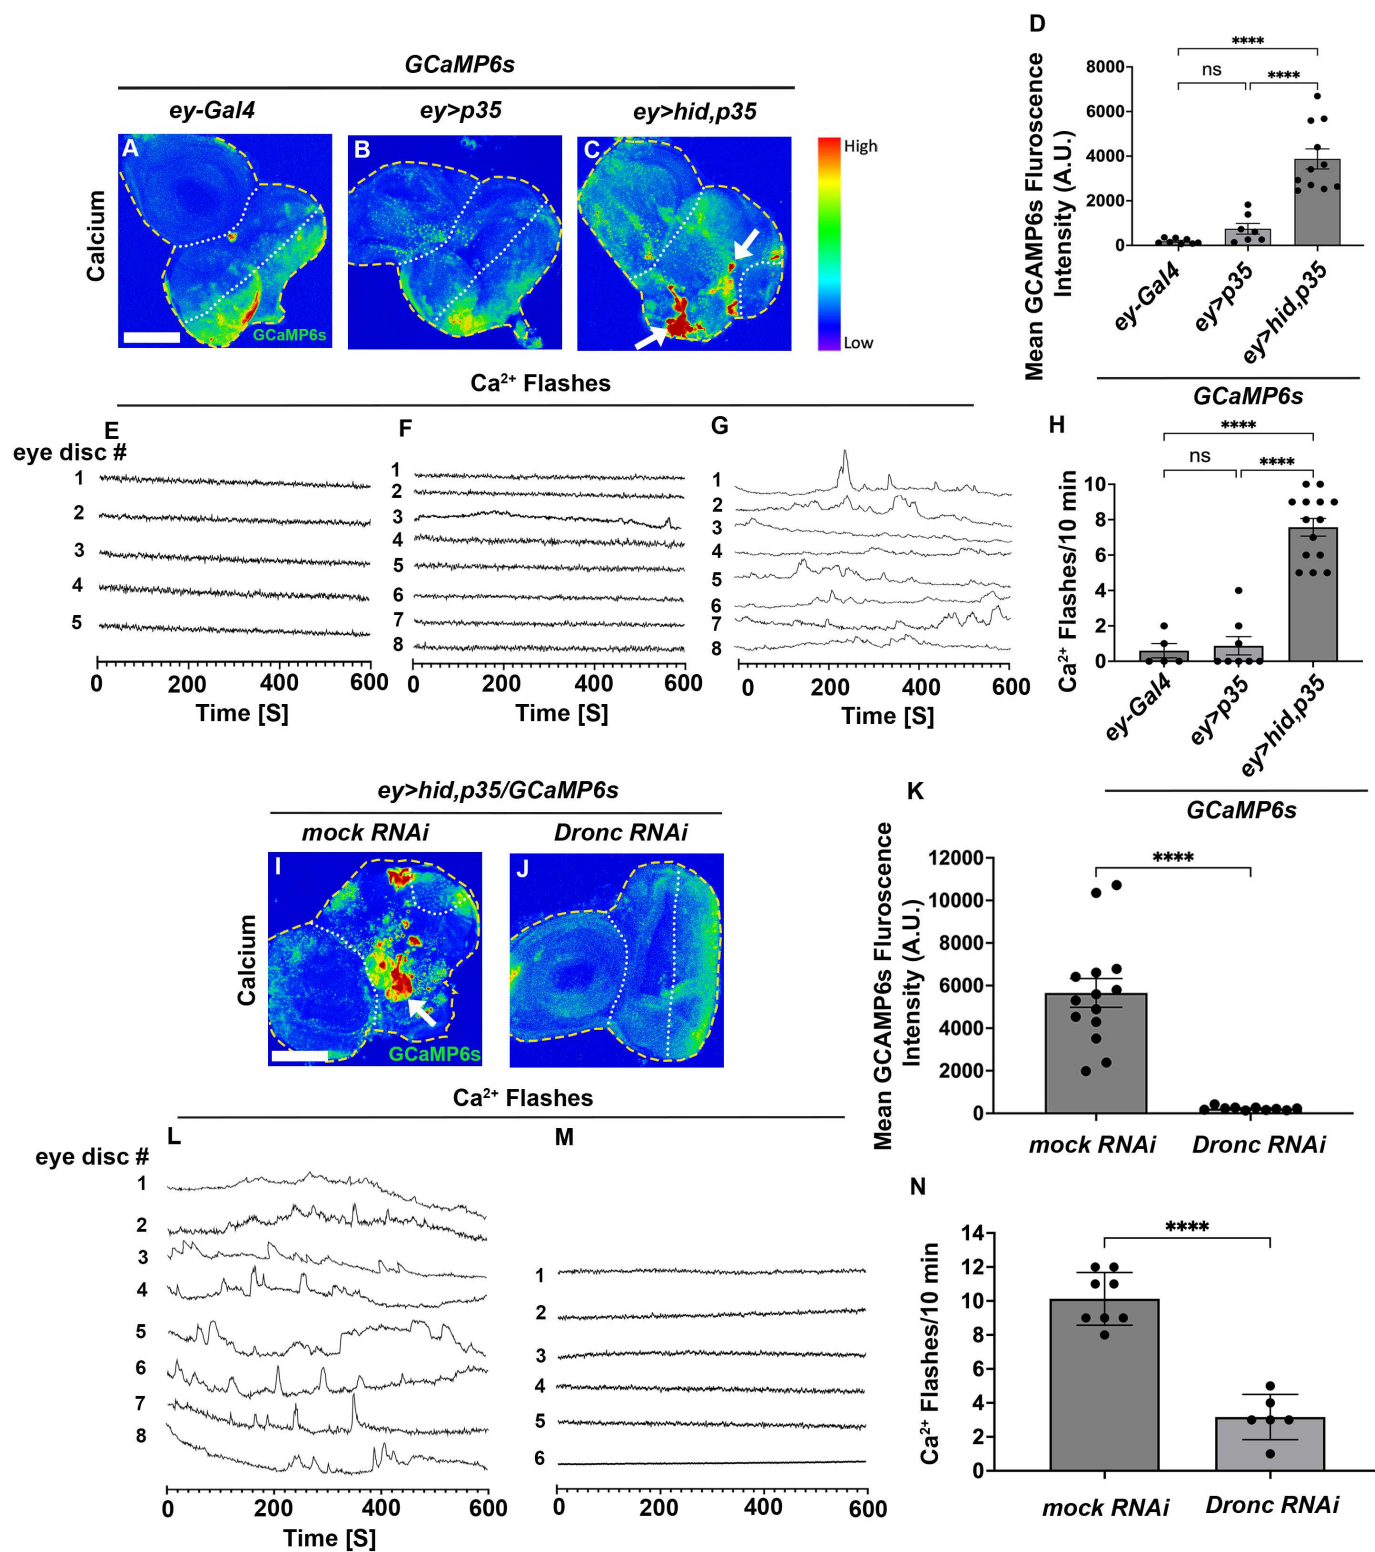 GCaMP6s
ey-Gal4
ey>p35
ey>hid,p35
Calcium
A
GCaMP6s
B
C
High
Low
D
Mean GCAMP6s Fluroscence
Intensity (A.U.)
8000
6000
4000
2000
0
****
ns
****
ey-Gal4
ey>p35
ey>hid,p35
GCaMP6s
Ca²⁺ Flashes
E
eye disc #
1
2
3
4
5
0 200 400 600
Time [S]
F
1
2
3
4
5
6
7
8
0 200 400 600
Time [S]
G
1
2
3
4
5
6
7
8
0 200 400 600
Time [S]
H
Ca²⁺ Flashes/10 min
10
8
6
4
2
0
****
ns
****
ey-Gal4
ey>p35
ey>hid,p35
GCaMP6s
ey>hid,p35/GCaMP6s
mock RNAi
Dronc RNAi
Calcium
I
GCaMP6s
J
K
Mean GCAMP6s Fluroscence
Intensity (A.U.)
12000
10000
8000
6000
4000
2000
0
****
mock RNAi
Dronc RNAi
Ca²⁺ Flashes
L
eye disc #
1
2
3
4
5
6
7
8
0 200 400 600
Time [S]
M
1
2
3
4
5
6
0 200 400 600
N
Ca²⁺ Flashes/10 min
14
12
10
8
6
4
2
0
****
mock RNAi
Dronc RNAi